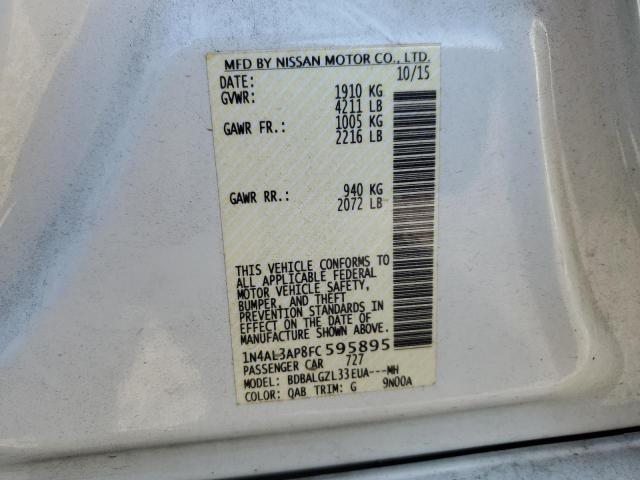 MFD BY NISSAN MOTOR CO., LTD.
DATE: 10/15
GVWR: 1910 KG
4211 LB
GAWR FR.: 1005 KG
2216 LB
GAWR RR.: 940 KG
2072 LB
THIS VEHICLE CONFORMS TO
ALL APPLICABLE FEDERAL
MOTOR VEHICLE SAFETY,
BUMPER, AND THEFT
PREVENTION STANDARDS IN
EFFECT ON THE DATE OF
MANUFACTURE SHOWN ABOVE.
1N4AL3AP8FC595895
PASSENGER CAR 727
MODEL: BDBALGZL33EUA---MH
COLOR: QAB TRIM: G 9N00A